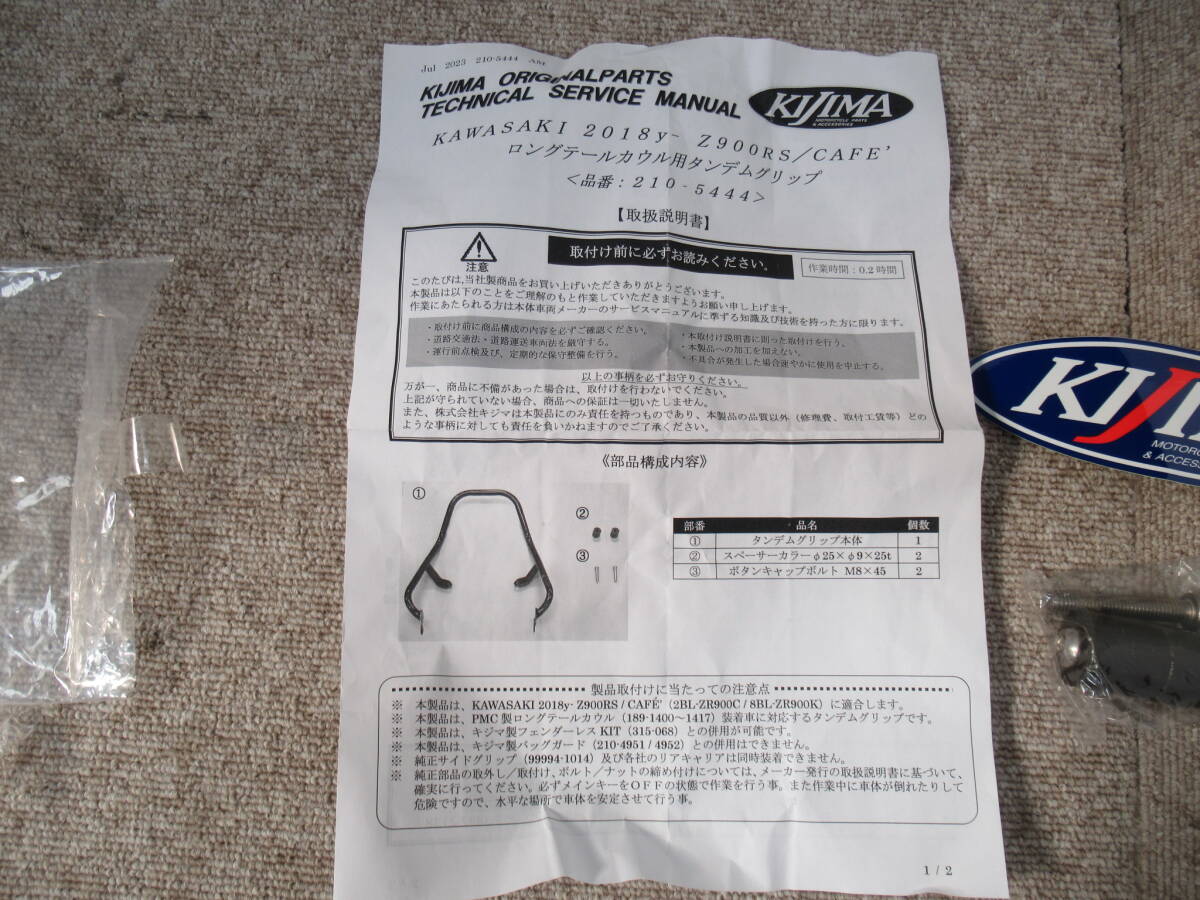 Jul 2023 210-5444 AM
KIJIMA ORIGINALPARTS
TECHNICAL SERVICE MANUAL
KIJIMA
MOTORCYCLE PARTS
& ACCESSORIES
KAWASAKI 2018y- Z900RS/CAFE'
ロングテールカウル用タンデムグリップ
<品番:210-5444>
【取扱説明書】
注意
取付け前に必ずお読みください。
作業時間:0.2時間
このたびは,当社製商品をお買い上げいただきありがとうございます。
本製品は以下のことをご理解のもと作業していただきますようお願い申し上げます。
作業にあたられる方は本体車両メーカーのサービスマニュアルに準ずる知識及び技術を持った方に限ります。
・取付け前に商品構成の内容を必ずご確認ください。
・道路交通法・道路運送車両法を厳守する。
・運行前点検及び、定期的な保守整備を行う。
・本取付け説明書に則った取付けを行う。
・本製品への加工を加えない。
・不具合が発生した場合速やかに使用を中止する。
以上の事柄を必ずお守りください。
万が一、商品に不備があった場合は、取付けを行わないでください。
上記が守られていない場合、商品への保証は一切いたしません。
また、株式会社キジマは本製品にのみ責任を持つものであり、本製品の品質以外(修理費、取付工賃等)どの
ような事柄に対しても責任を負いかねますのでご了承ください。
《部品構成内容》
①
②
③
部番 品名 個数
① タンデムグリップ本体 1
② スペーサーカラーφ25×φ9×25t 2
③ ボタンキャップボルト M8×45 2
製品取付けに当たっての注意点
※ 本製品は、KAWASAKI 2018y- Z900RS / CAFÉ'(2BL-ZR900C / 8BL-ZR900K)に適合します。
※ 本製品は、PMC製ロングテールカウル(189-1400〜1417)装着車に対応するタンデムグリップです。
※ 本製品は、キジマ製フェンダーレスKIT(315-068)との併用が可能です。
※ 本製品は、キジマ製バッグガード(210-4951 / 4952)との併用はできません。
※ 純正サイドグリップ(99994-1014)及び各社のリアキャリアは同時装着できません。
※ 純正部品の取外し/取付け、ボルト/ナットの締め付けについては、メーカー発行の取扱説明書に基づいて、
確実に行ってください。必ずメインキーをOFFの状態で作業を行う事。また作業中に車体が倒れたりして
危険ですので、水平な場所で車体を安定させて行う事。
1 / 2
KIJI
MOTORC
& ACCESS